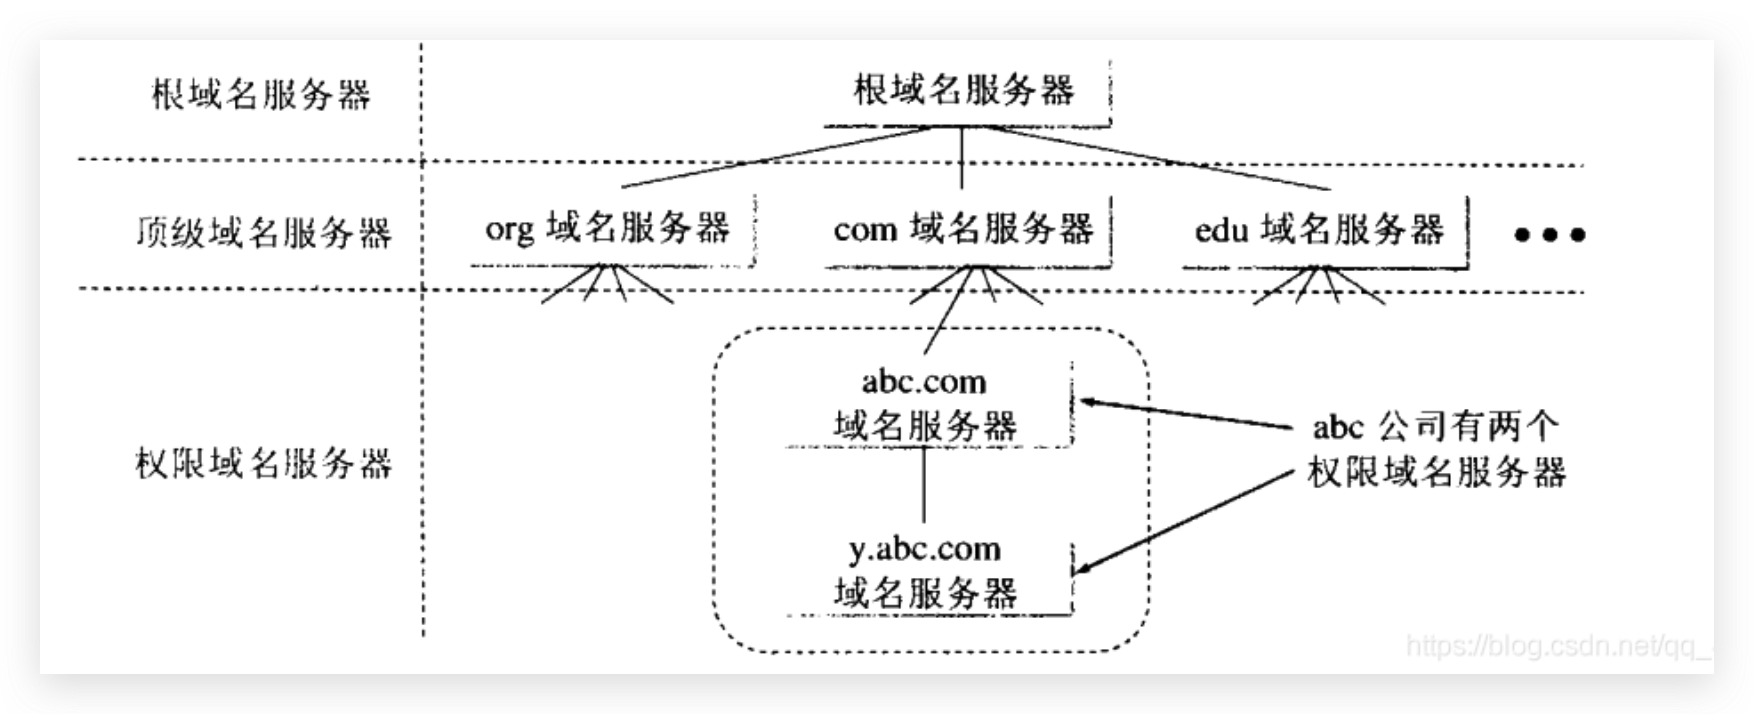 根域名服务器
根域名服务器
顶级域名服务器
org 域名服务器
com 域名服务器
edu 域名服务器
权限域名服务器
abc.com
域名服务器
abc 公司有两个
权限域名服务器
y.abc.com
域名服务器
https://blog.csdn.net/qq_